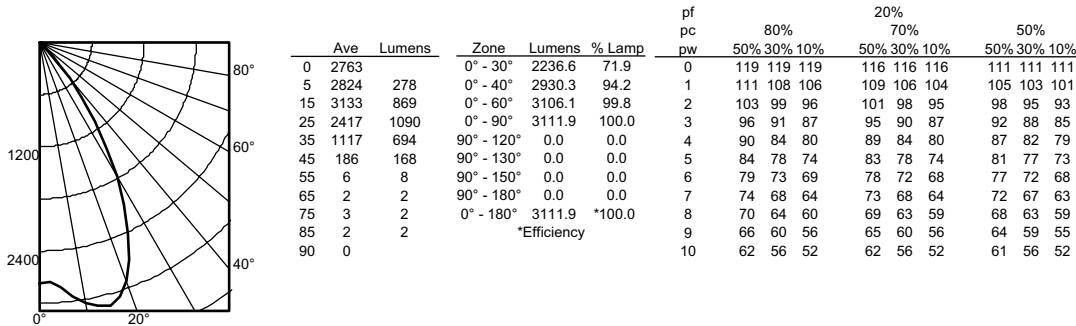 pf 20%
pc 80% 70% 50%
Ave Lumens Zone Lumens % Lamp pw 50% 30% 10% 50% 30% 10% 50% 30% 10%
0 2763 0° - 30° 2236.6 71.9 0 119 119 119 116 116 116 111 111 111
5 2824 278 0° - 40° 2930.3 94.2 1 111 108 106 109 106 104 105 103 101
15 3133 869 0° - 60° 3106.1 99.8 2 103 99 96 101 98 95 98 95 93
25 2417 1090 0° - 90° 3111.9 100.0 3 96 91 87 95 90 87 92 88 85
35 1117 694 90° - 120° 0.0 0.0 4 90 84 80 89 84 80 87 82 79
45 186 168 90° - 130° 0.0 0.0 5 84 78 74 83 78 74 81 77 73
55 6 8 90° - 150° 0.0 0.0 6 79 73 69 78 72 68 77 72 68
65 2 2 90° - 180° 0.0 0.0 7 74 68 64 73 68 64 72 67 63
75 3 2 0° - 180° 3111.9 *100.0 8 70 64 60 69 63 59 68 63 59
85 2 2 *Efficiency 9 66 60 56 65 60 56 64 59 55
90 0 10 62 56 52 62 56 52 61 56 52
80°
1200
60°
2400
40°
0° 20°